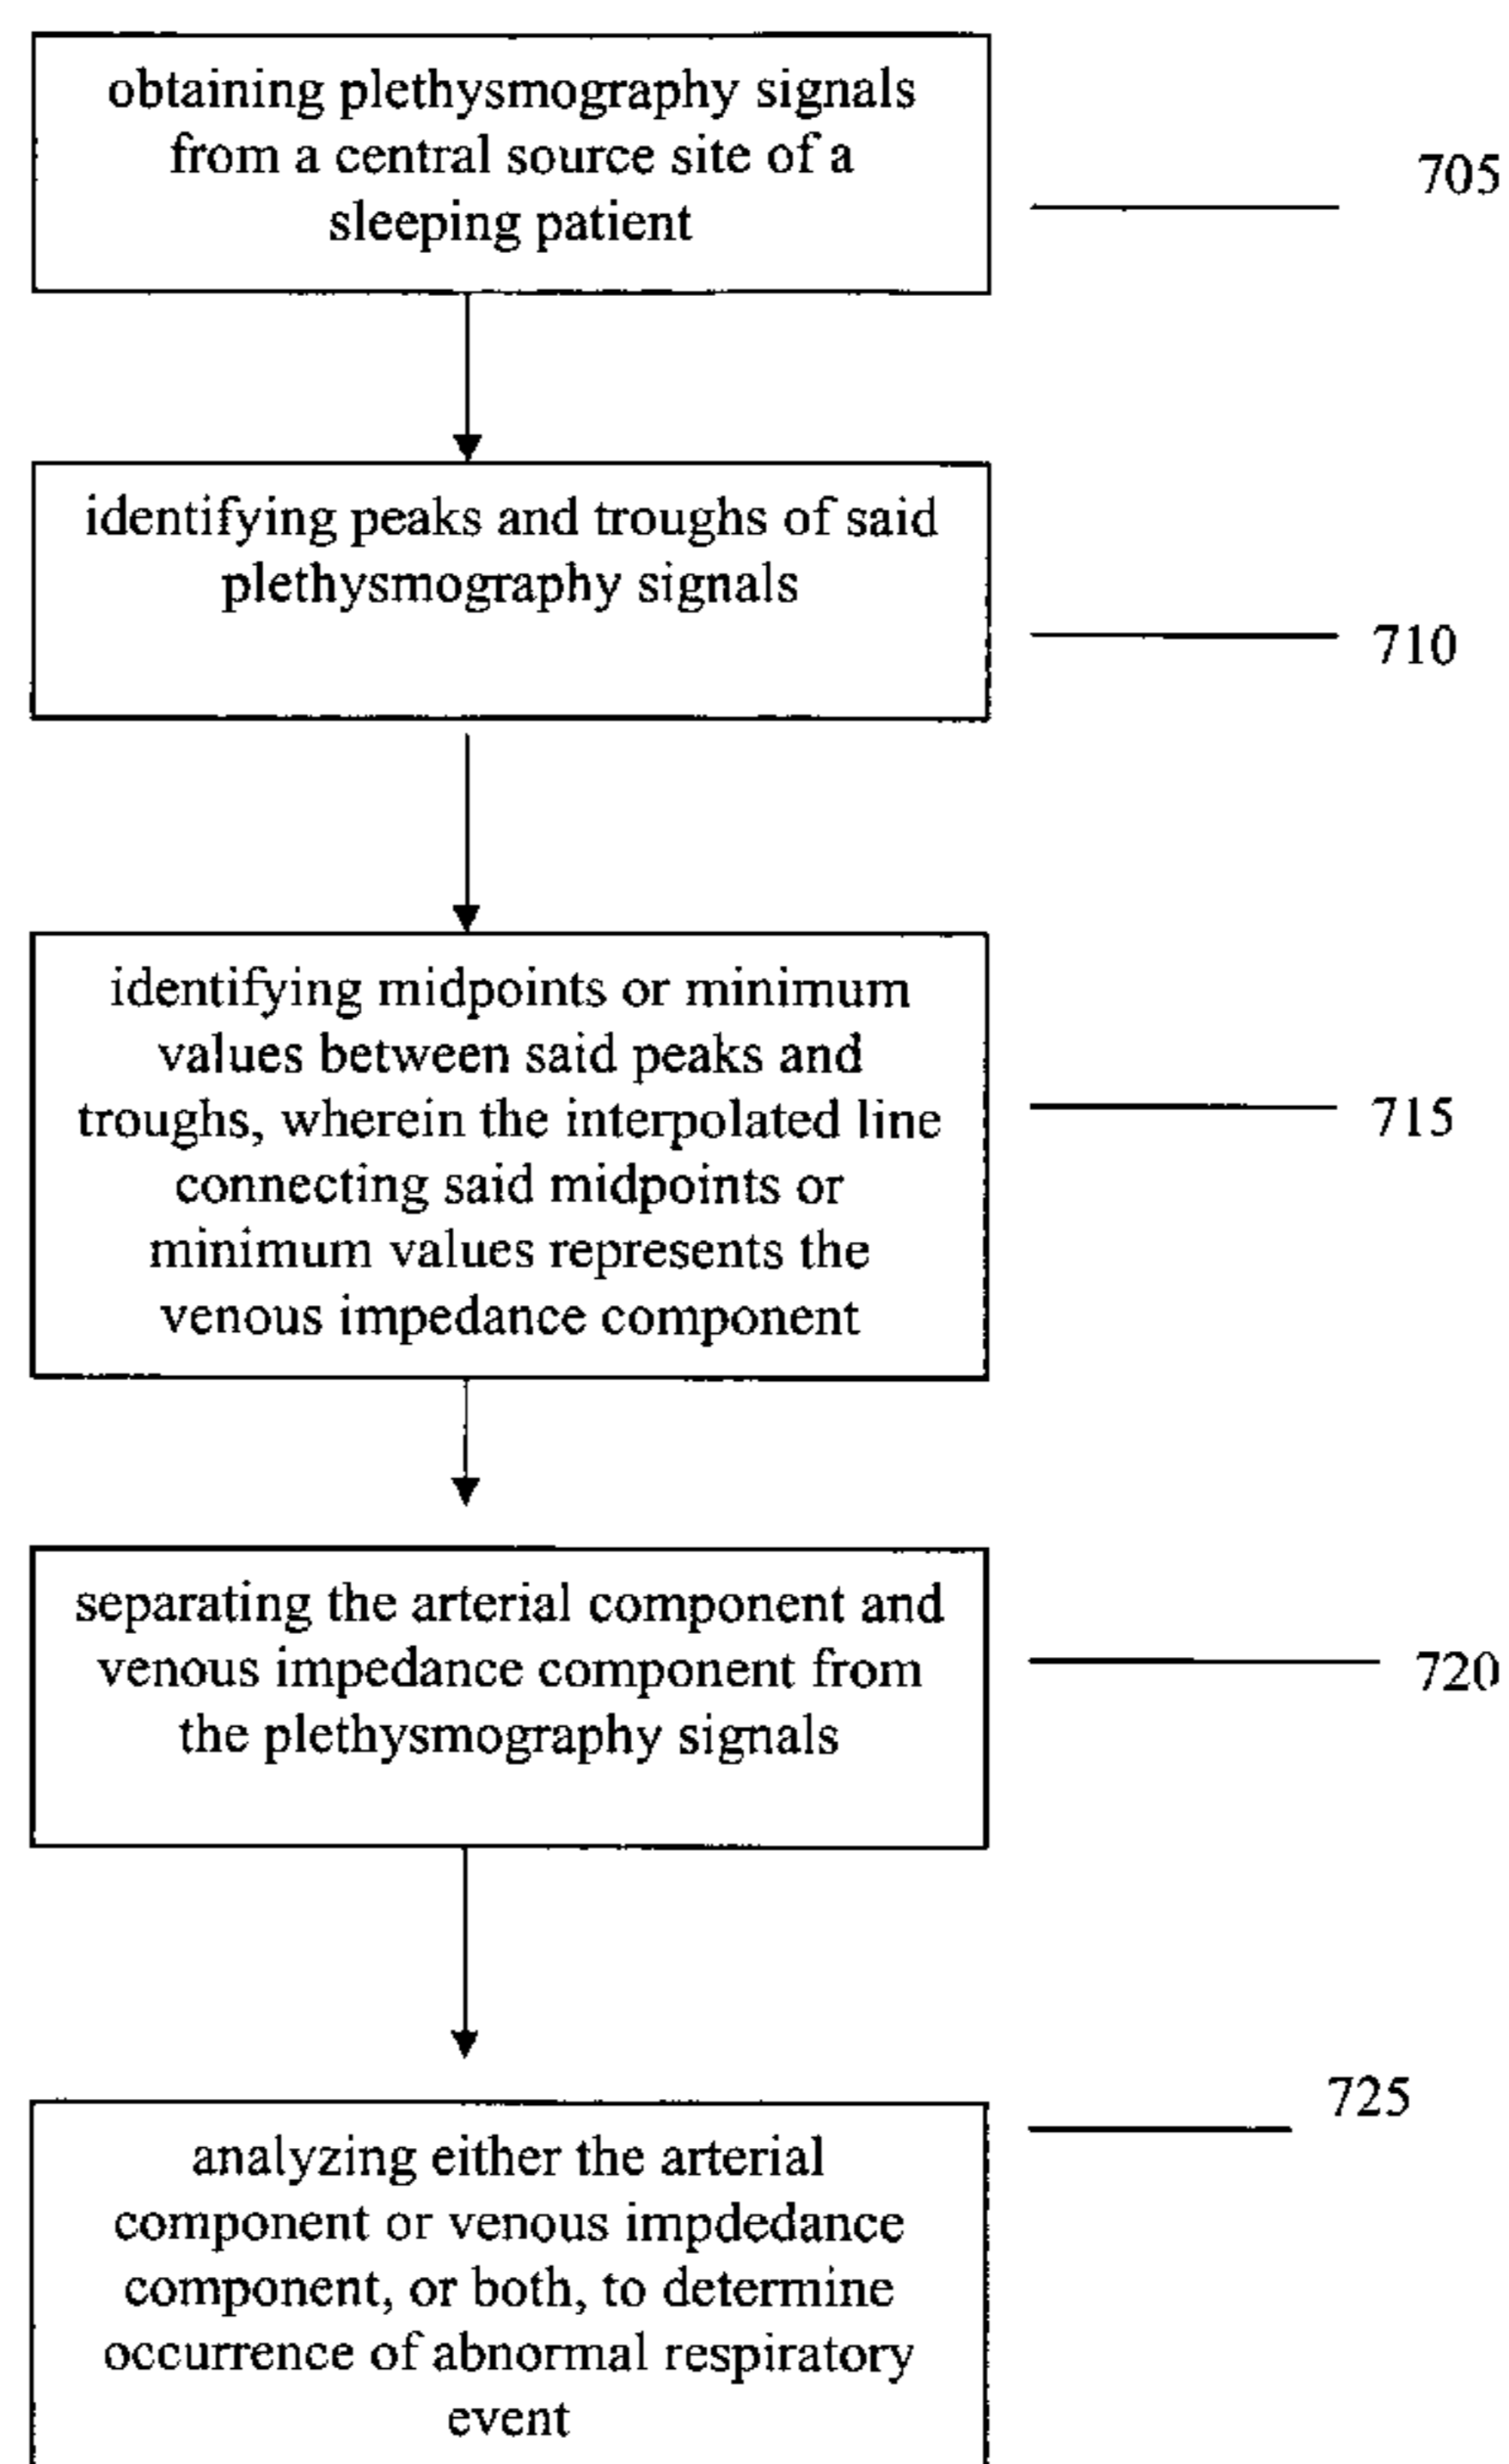 obtaining plethysmography signals
from a central source site of a
sleeping patient
705
identifying peaks and troughs of said
plethysmography signals
710
identifying midpoints or minimum
values between said peaks and
troughs, wherein the interpolated line
connecting said midpoints or
minimum values represents the
venous impedance component
715
separating the arterial component and
venous impedance component from
the plethysmography signals
720
725
analyzing either the arterial
component or venous impdedance
component, or both, to determine
occurrence of abnormal respiratory
event